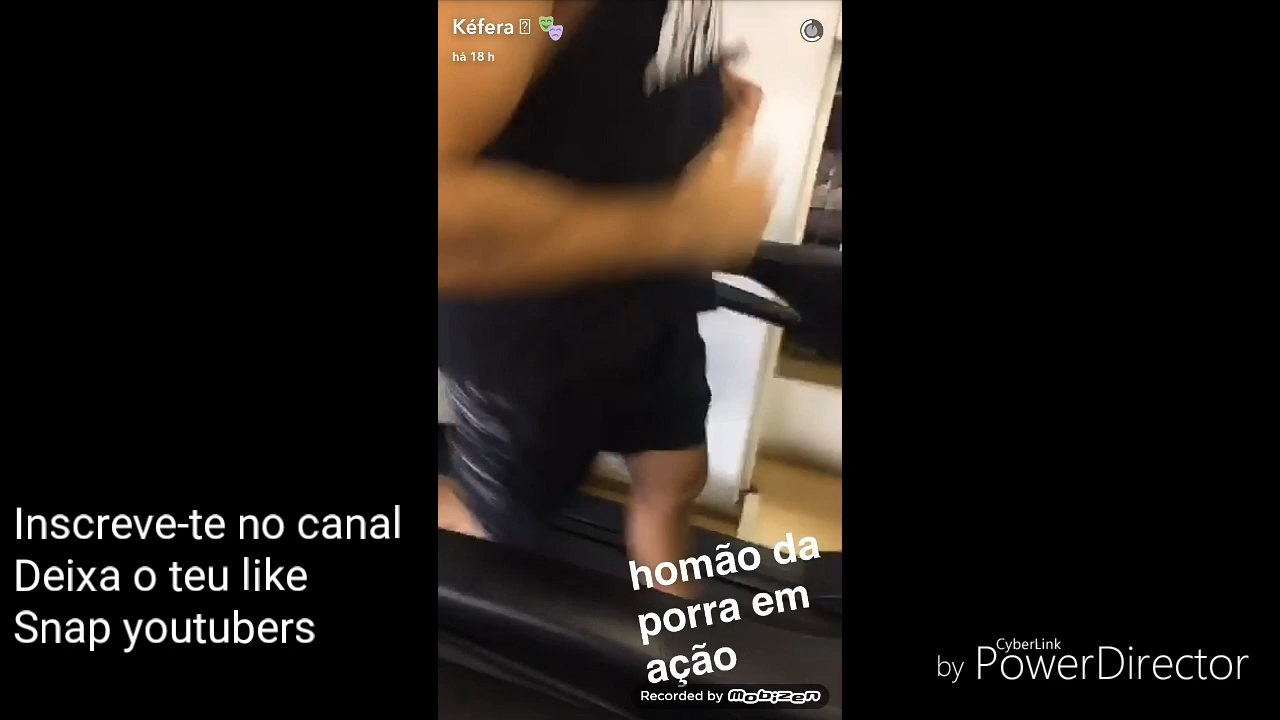 Kéfera
há 18 h
Inscreve-te no canal
Deixa o teu like
Snap youtubers
homão da
porra em
ação
Recorded by Mobizen
CyberLink
by PowerDirector